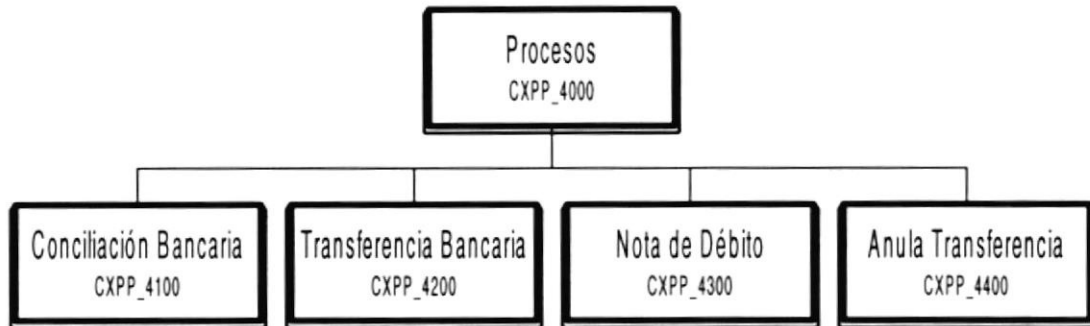 Procesos
CXPP_4000
Conciliación Bancaria
CXPP_4100
Transferencia Bancaria
CXPP_4200
Nota de Débito
CXPP_4300
Anula Transferencia
CXPP_4400